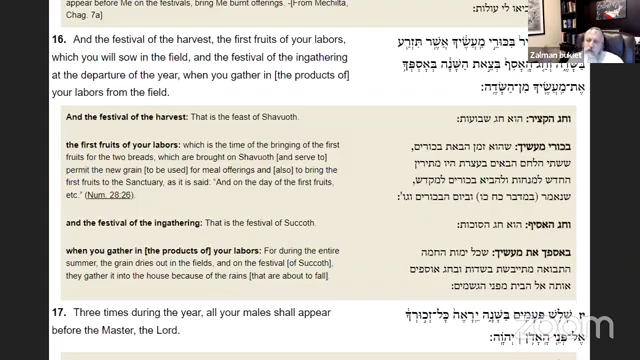 appear before Me on the festivals, bring Me burnt offerings. -[From Mechilta,
Chag. 7a]
16. And the festival of the harvest, the first fruits of your labors,
which you will sow in the field, and the festival of the ingathering
at the departure of the year, when you gather in [the products of]
your labors from the field.
בִּכּוּרֵי מַעֲשֶׂיךָ אֲשֶׁר תִּזְרַע
בַּשָּׂדֶה וְחַג הָאָסִף בְּצֵאת הַשָּׁנָה בְּאָסְפְּךָ
אֶת־מַעֲשֶׂיךָ מִן־הַשָּׂדֶה:
And the festival of the harvest: That is the feast of Shavuoth.
the first fruits of your labors: which is the time of the bringing of the first
fruits for the two breads, which are brought on Shavuoth [and serve to]
permit the new grain [to be used] for meal offerings and [also] to bring
the first fruits to the Sanctuary, as it is said: "And on the day of the first fruits,
etc." (Num. 28:26).
and the festival of the ingathering: That is the festival of Succoth.
when you gather in [the products of] your labors: For during the entire
summer, the grain dries out in the fields, and on the festival [of Succoth],
they gather it into the house because of the rains [that are about to fall].
וחג הקציר: הוא חג שבועות:
בכורי מעשיך: שהוא זמן הבאת בכורים,
ששתי הלחם הבאים בעצרת היו מתירין
החדש למנחות ולהביא בכורים למקדש,
שנאמר (במדבר כח כו) וביום הבכורים וגו':
וחג האסיף: הוא חג הסוכות:
באספך את מעשיך: שכל ימות החמה
התבואה מתייבשת בשדות ובחג אוספים
אותה אל הבית מפני הגשמים:
17. Three times during the year, all your males shall appear
before the Master, the Lord.
יז. שָׁלֹשׁ פְּעָמִים בַּשָּׁנָה יֵרָאֶה כָּל־זְכוּרְךָ
אֶל־פְּנֵי הָאָדֹן | יְהֹוָה:
Zalman bukiet
zoom